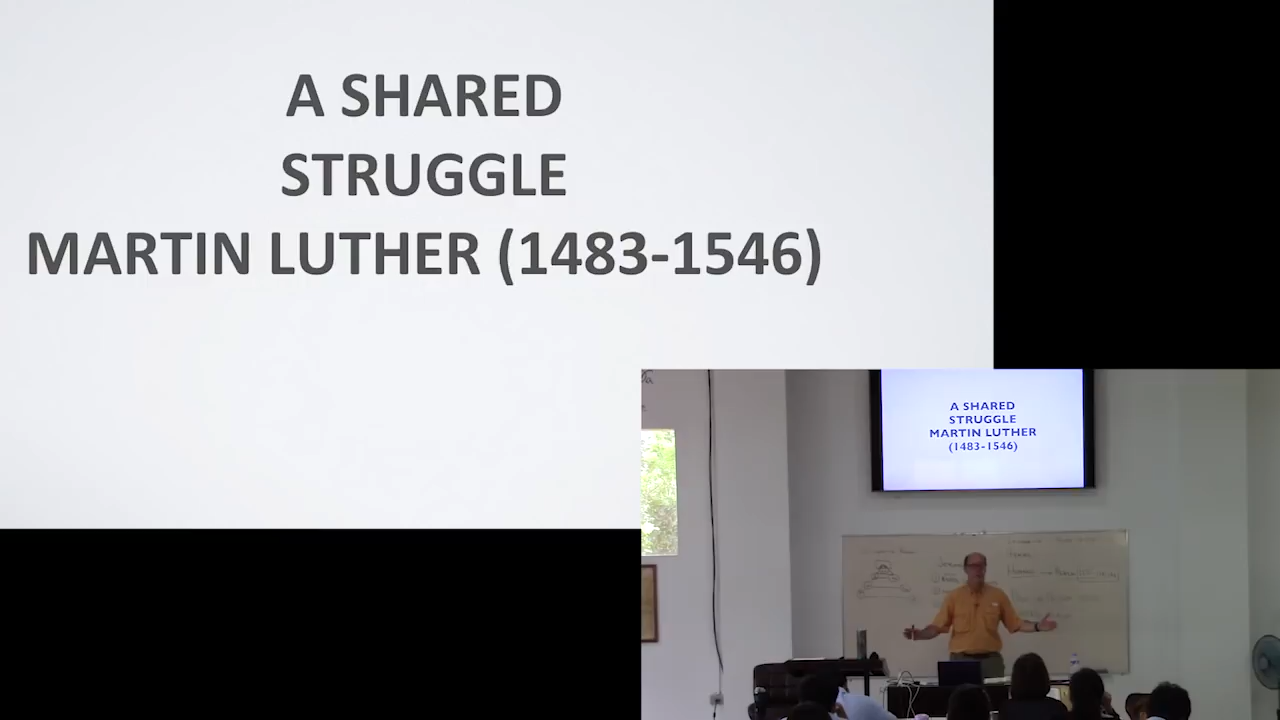 A SHARED
STRUGGLE
MARTIN LUTHER (1483-1546)
A SHARED
STRUGGLE
MARTIN LUTHER
(1483-1546)